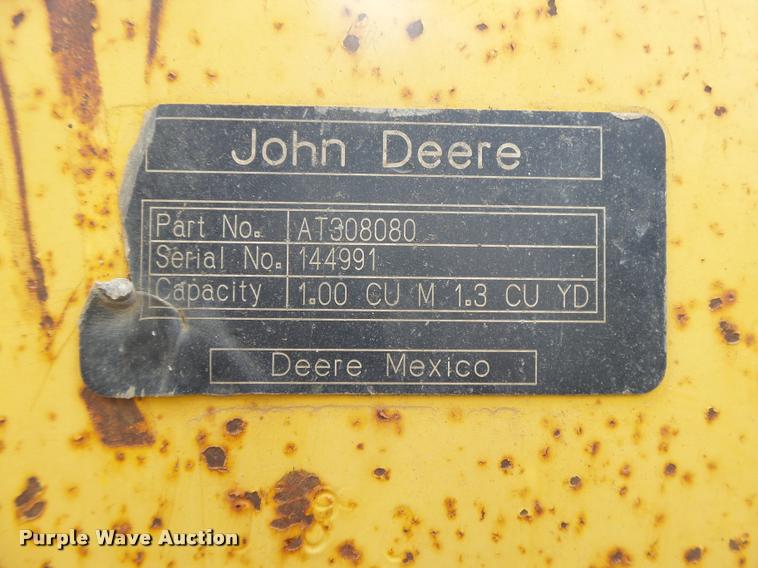 John Deere
Part No. AT308080
Serial No. 144991
Capacity 1.00 CU M 1.3 CU YD
Deere Mexico
Purple Wave Auction